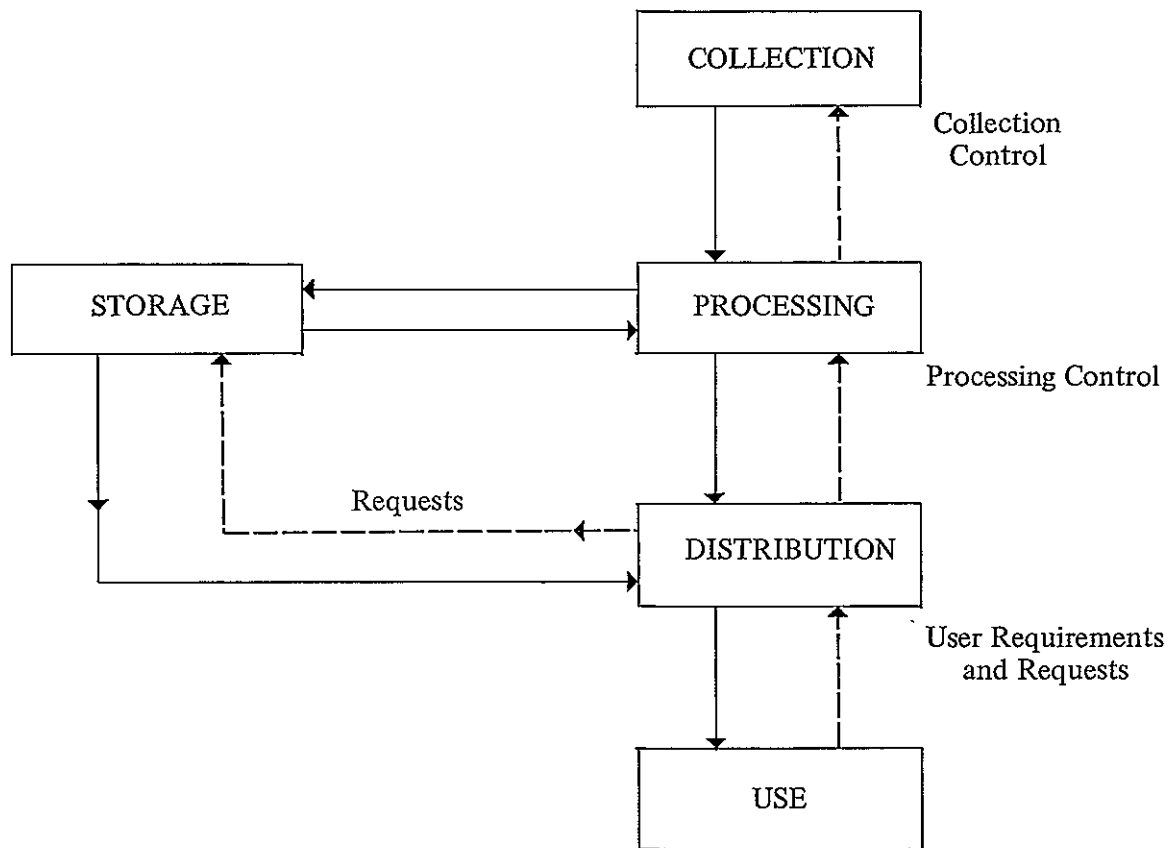 COLLECTION
Collection
Control
STORAGE
PROCESSING
Processing Control
Requests
DISTRIBUTION
User Requirements
and Requests
USE